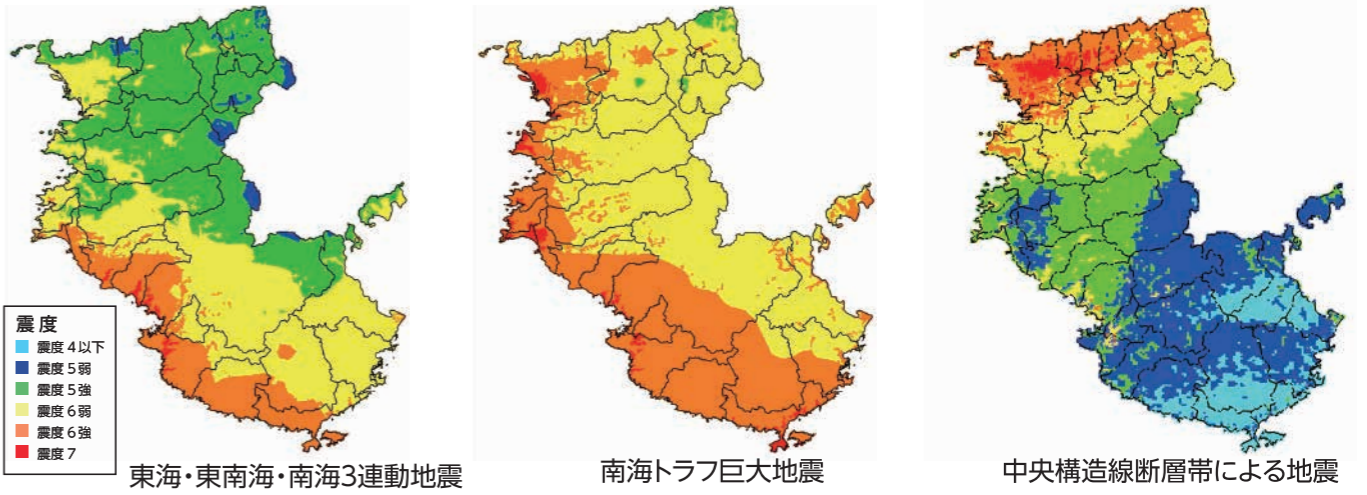 震度
震度4以下
震度5弱
震度5強
震度6弱
震度6強
震度7
東海・東南海・南海3連動地震
南海トラフ巨大地震
中央構造線断層帯による地震